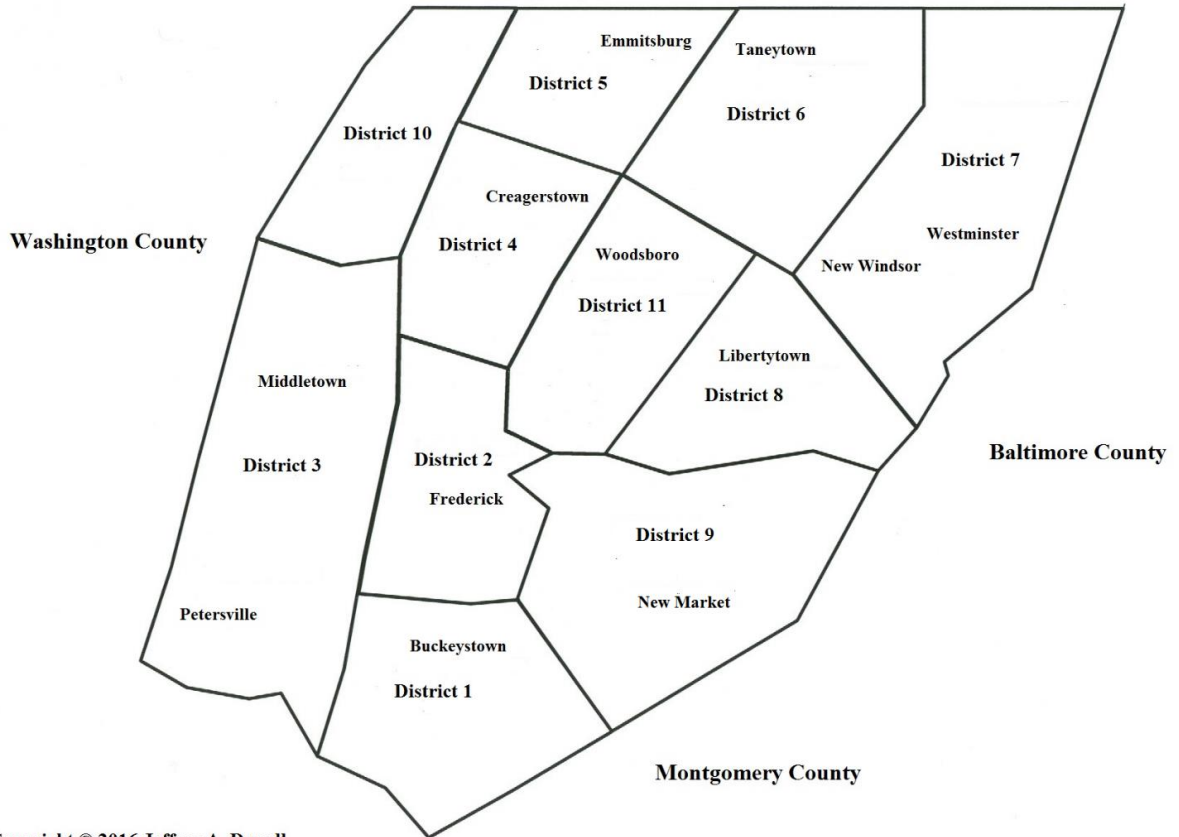 Emmitsburg
District 5
Taneytown
District 6
District 10
District 7
Creagerstown
District 4
Westminster
Washington County
Woodsboro
New Windsor
District 11
Libertytown
District 8
Middletown
District 3
District 2
Frederick
Baltimore County
District 9
New Market
Petersville
Buckeystown
District 1
Montgomery County
© 2016